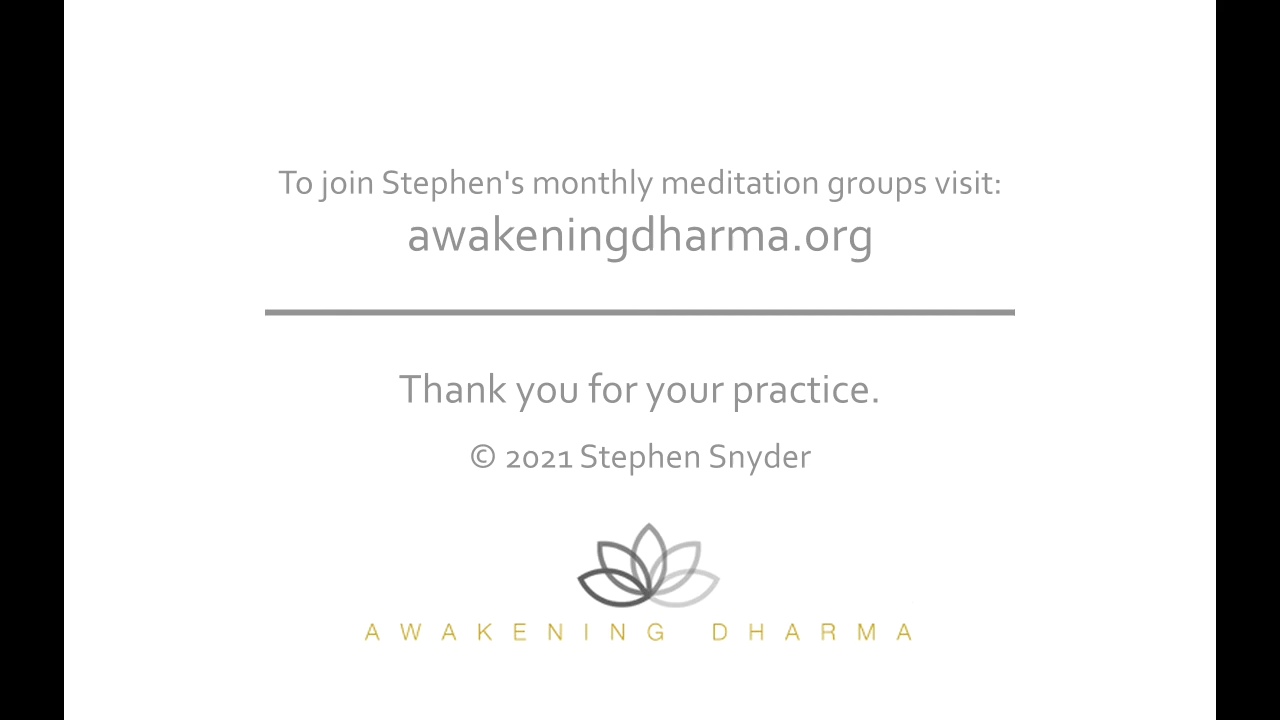 To join Stephen's monthly meditation groups visit:
awakeningdharma.org
Thank you for your practice.
© 2021 Stephen Snyder
AWAKENING DHARMA